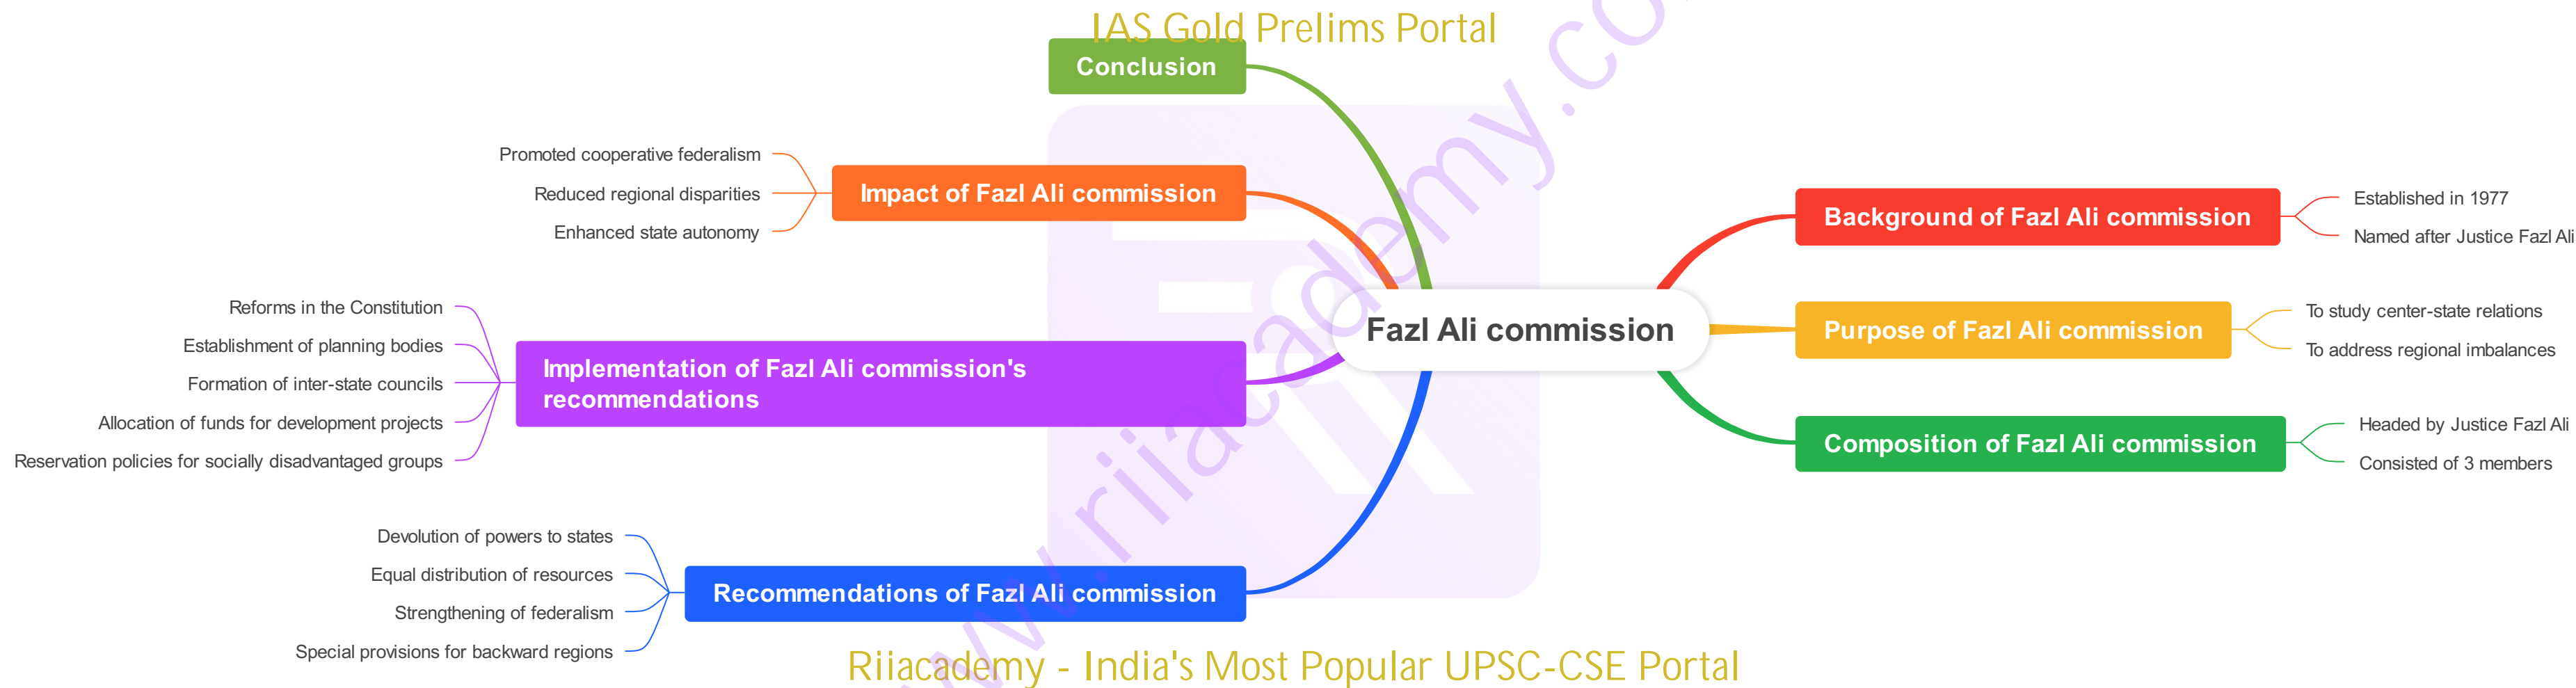 IAS Gold Prelims Portal
Conclusion
Impact of Fazl Ali commission
Promoted cooperative federalism
Reduced regional disparities
Enhanced state autonomy
Implementation of Fazl Ali commission's
recommendations
Reforms in the Constitution
Establishment of planning bodies
Formation of inter-state councils
Allocation of funds for development projects
Reservation policies for socially disadvantaged groups
Recommendations of Fazl Ali commission
Devolution of powers to states
Equal distribution of resources
Strengthening of federalism
Special provisions for backward regions
Fazl Ali commission
Background of Fazl Ali commission
Established in 1977
Named after Justice Fazl Ali
Purpose of Fazl Ali commission
To study center-state relations
To address regional imbalances
Composition of Fazl Ali commission
Headed by Justice Fazl Ali
Consisted of 3 members
www.riiacademy.co
Riiacademy - India's Most Popular UPSC-CSE Portal